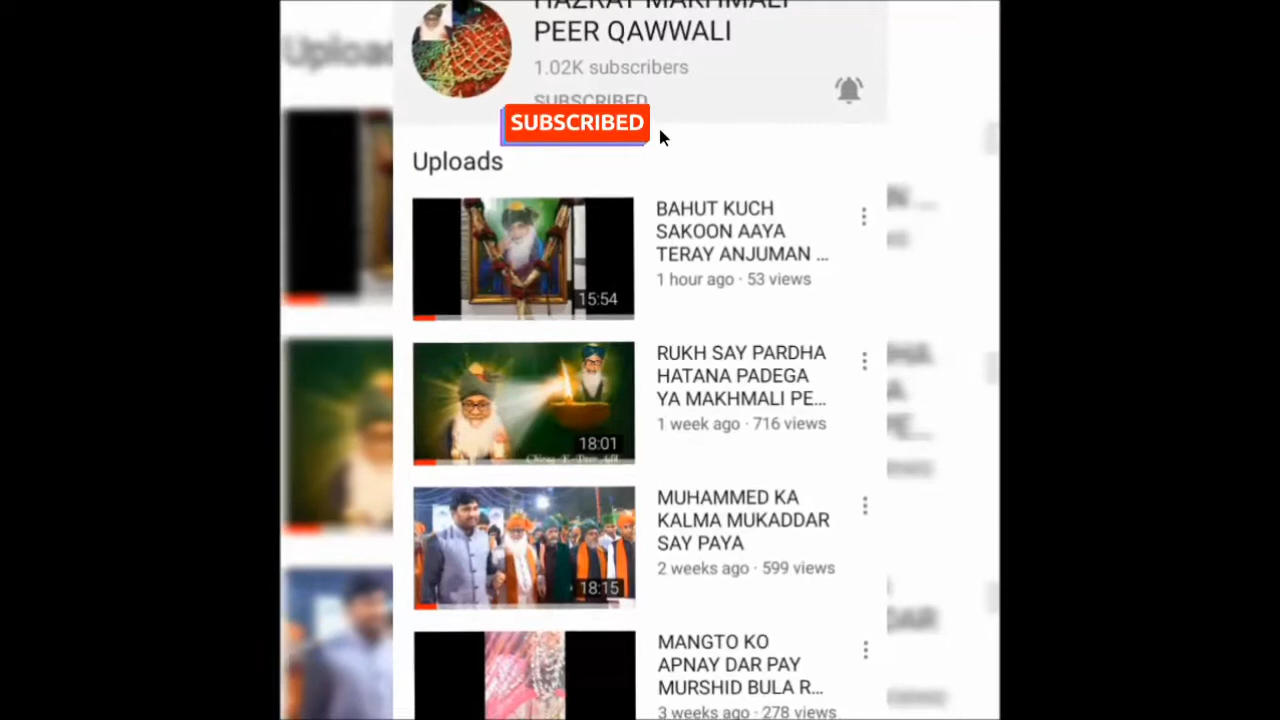 HAZRAT MAKHMALI
PEER QAWWALI
1.02K subscribers
SUBSCRIBED
SUBSCRIBED
Uploads
15:54
BAHUT KUCH
SAKOON AAYA
TERAY ANJUMAN ...
1 hour ago · 53 views
18:01
RUKH SAY PARDHA
HATANA PADEGA
YA MAKHMALI PE...
1 week ago · 716 views
18:15
MUHAMMED KA
KALMA MUKADDAR
SAY PAYA
2 weeks ago · 599 views
MANGTO KO
APNAY DAR PAY
MURSHID BULA R...
3 weeks ago · 278 views